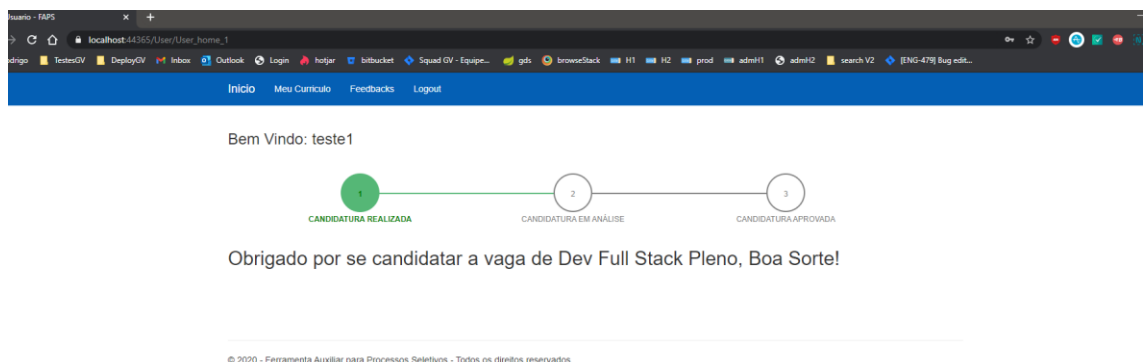 Usuario - FAPS
localhost:44365/User/User_home_1
TestesGV DeployGV Inbox Outlook Login hotjar bitbucket Squad GV - Equipe... gds browseStack H1 H2 prod admH1 admH2 search V2 [ENG-479] Bug edit...
Inicio Meu Curriculo Feedbacks Logout
Bem Vindo: teste1
1 2 3
CANDIDATURA REALIZADA CANDIDATURA EM ANÁLISE CANDIDATURA APROVADA
Obrigado por se candidatar a vaga de Dev Full Stack Pleno, Boa Sorte!
© 2020 - Ferramenta Auxiliar para Processos Seletivos - Todos os direitos reservados